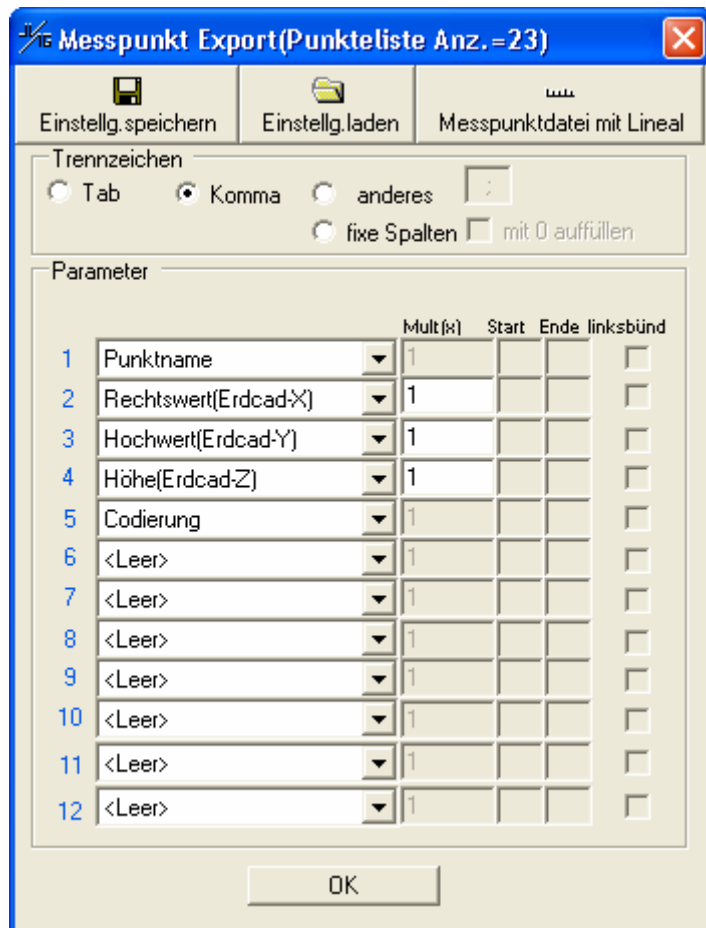 Messpunkt Export(Punkteliste Anz.=23)
Einstellg.speichern Einstellg.laden Messpunktdatei mit Lineal
Trennzeichen
Tab Komma anderes ;
fixe Spalten mit 0 auffüllen
Parameter
Mult(x) Start Ende linksbünd
1 Punktname 1
2 Rechtswert(Erdcad-X) 1
3 Hochwert(Erdcad-Y) 1
4 Höhe(Erdcad-Z) 1
5 Codierung 1
6 <Leer> 1
7 <Leer> 1
8 <Leer> 1
9 <Leer> 1
10 <Leer> 1
11 <Leer> 1
12 <Leer> 1
OK